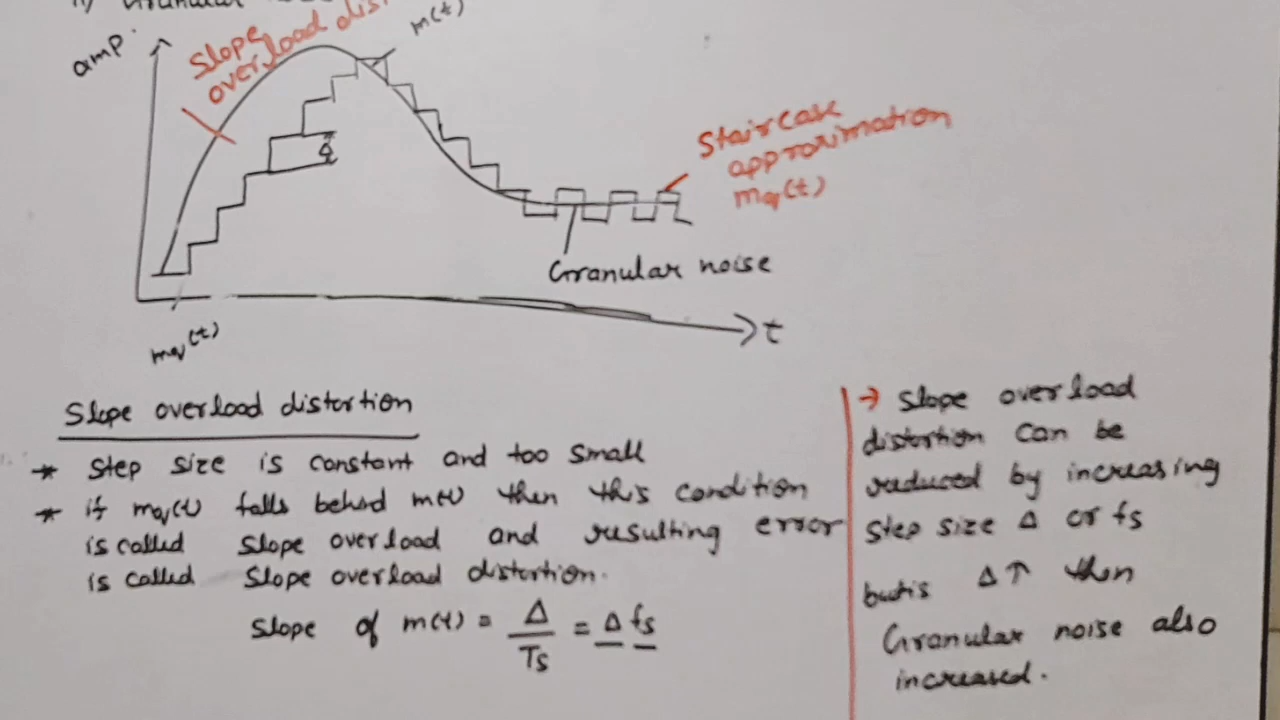 amp.
Slope
overload dis
m(t)
Δ
Staircase
approximation
mq(t)
Granular noise
mq(t)
t
Slope overload distortion
* Step size is constant and too small
* if mq(t) falls behind m(t) then this condition
is called Slope overload and resulting error
is called Slope overload distortion.
Slope of m(t) = Δ/Ts = Δ fs
→ Slope overload
distortion can be
reduced by increasing
Step size Δ or fs
Δ↑ then
Granular noise also
increased.